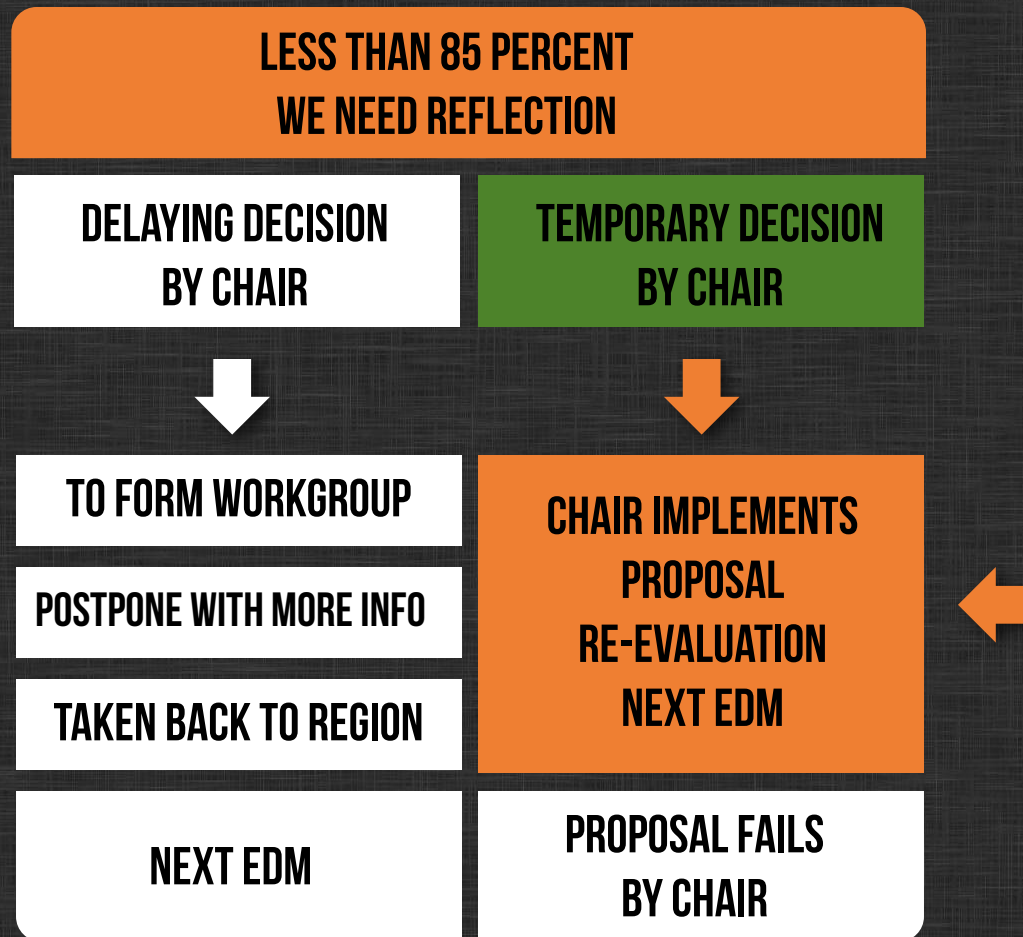 LESS THAN 85 PERCENT
WE NEED REFLECTION
DELAYING DECISION
BY CHAIR
TEMPORARY DECISION
BY CHAIR
TO FORM WORKGROUP
POSTPONE WITH MORE INFO
TAKEN BACK TO REGION
NEXT EDM
CHAIR IMPLEMENTS
PROPOSAL
RE-EVALUATION
NEXT EDM
PROPOSAL FAILS
BY CHAIR